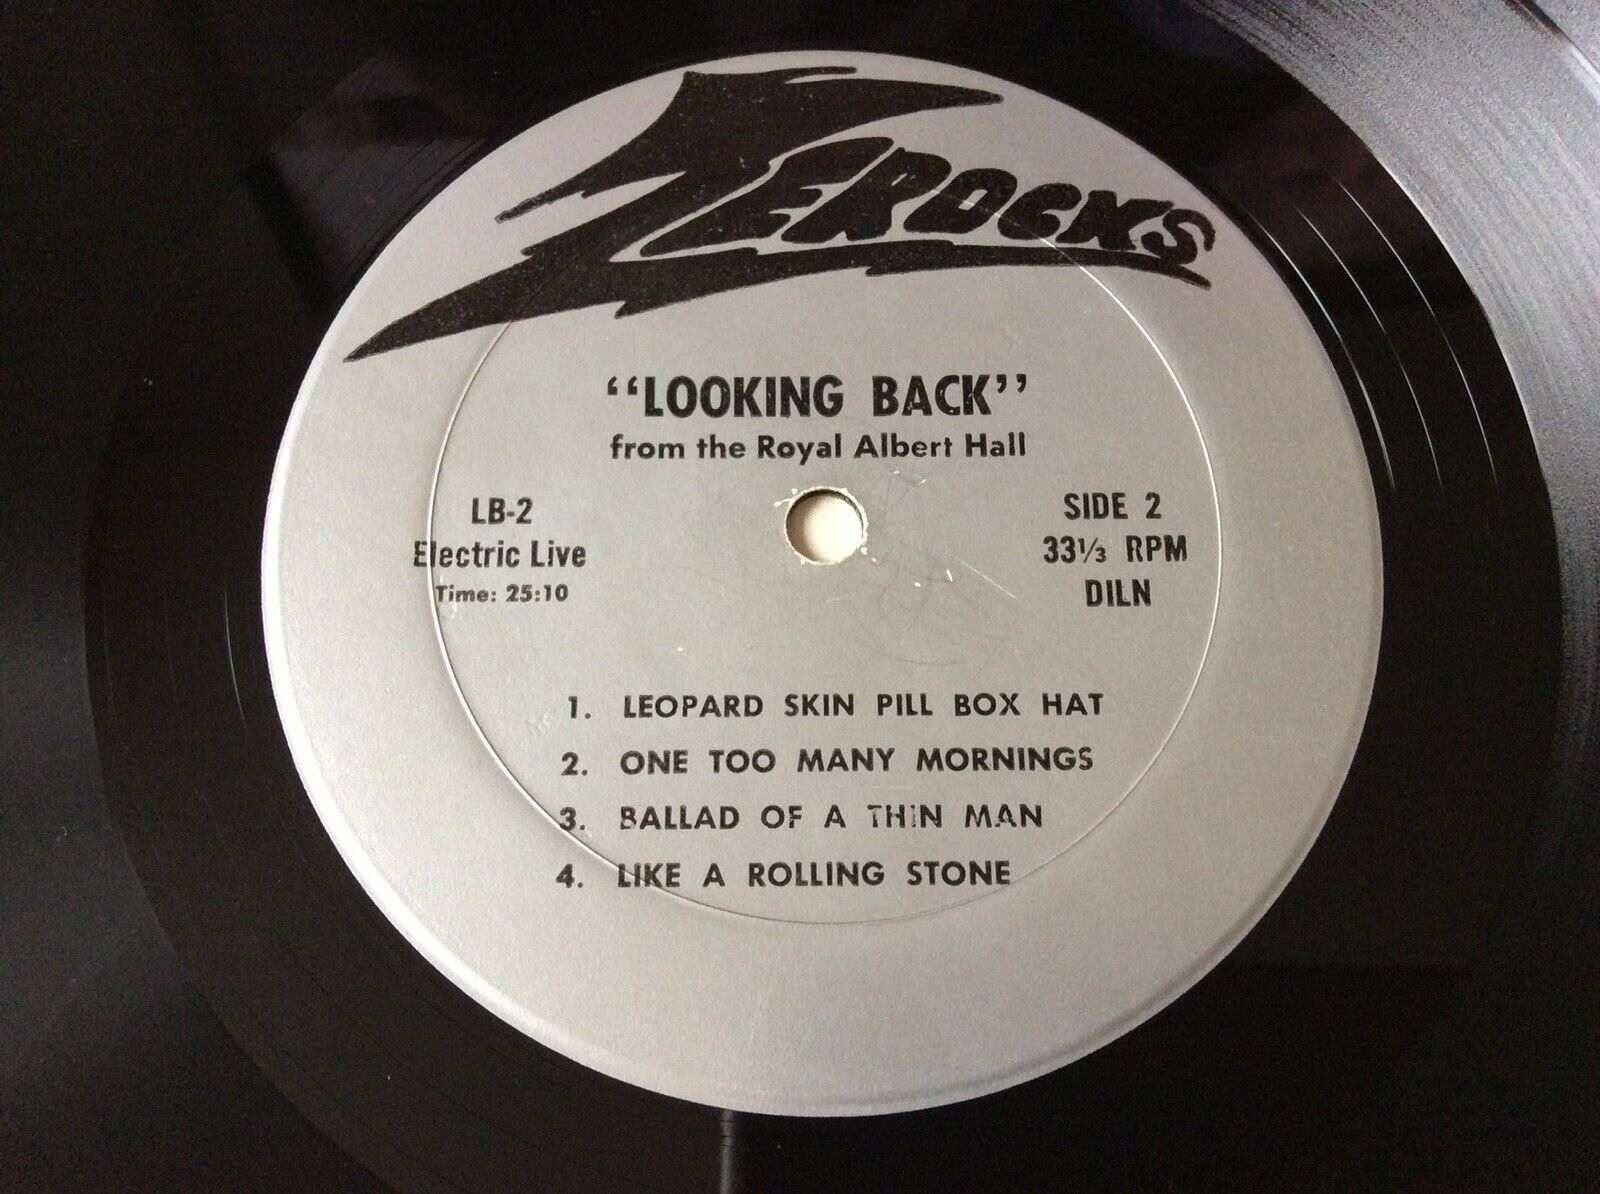 ZEROCKS
“LOOKING BACK”
from the Royal Albert Hall
LB-2
Electric Live
Time: 25:10
SIDE 2
33⅓ RPM
DILN
1. LEOPARD SKIN PILL BOX HAT
2. ONE TOO MANY MORNINGS
3. BALLAD OF A THIN MAN
4. LIKE A ROLLING STONE